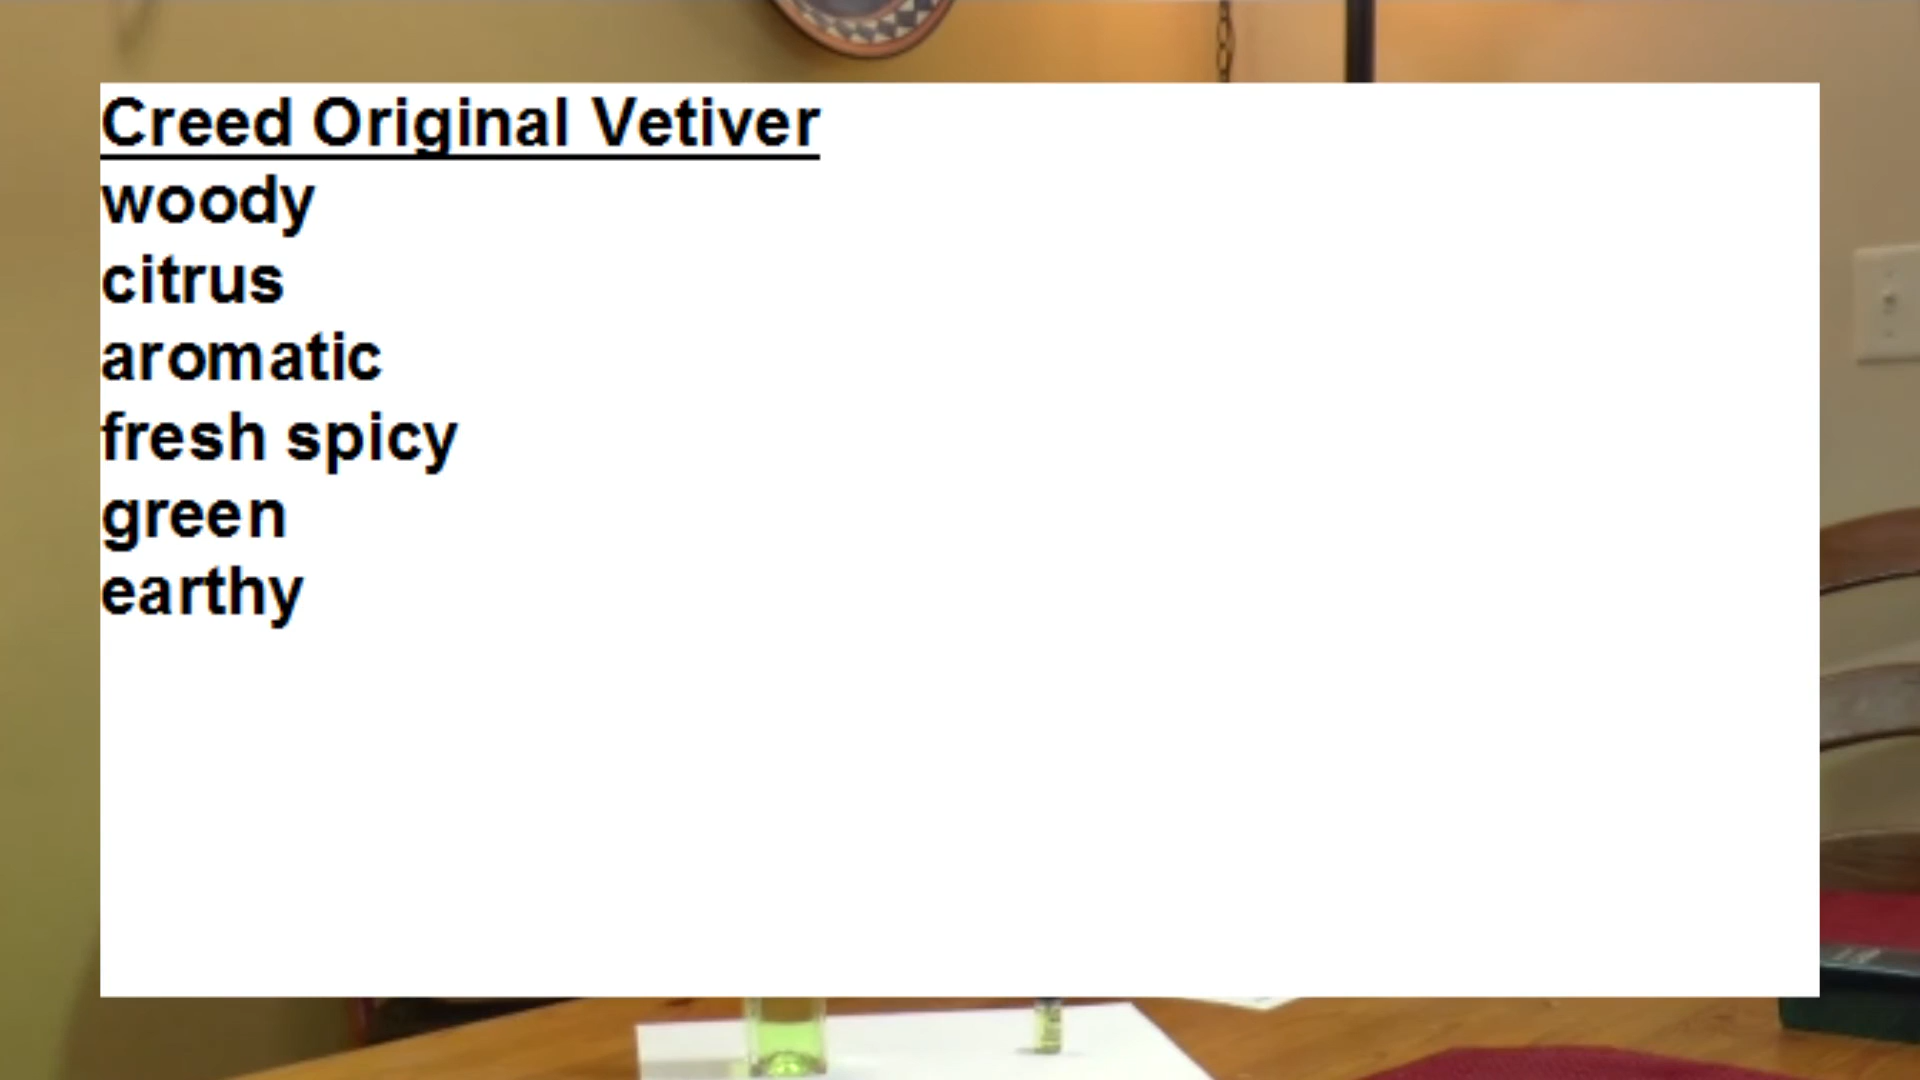 Creed Original Vetiver
woody
citrus
aromatic
fresh spicy
green
earthy